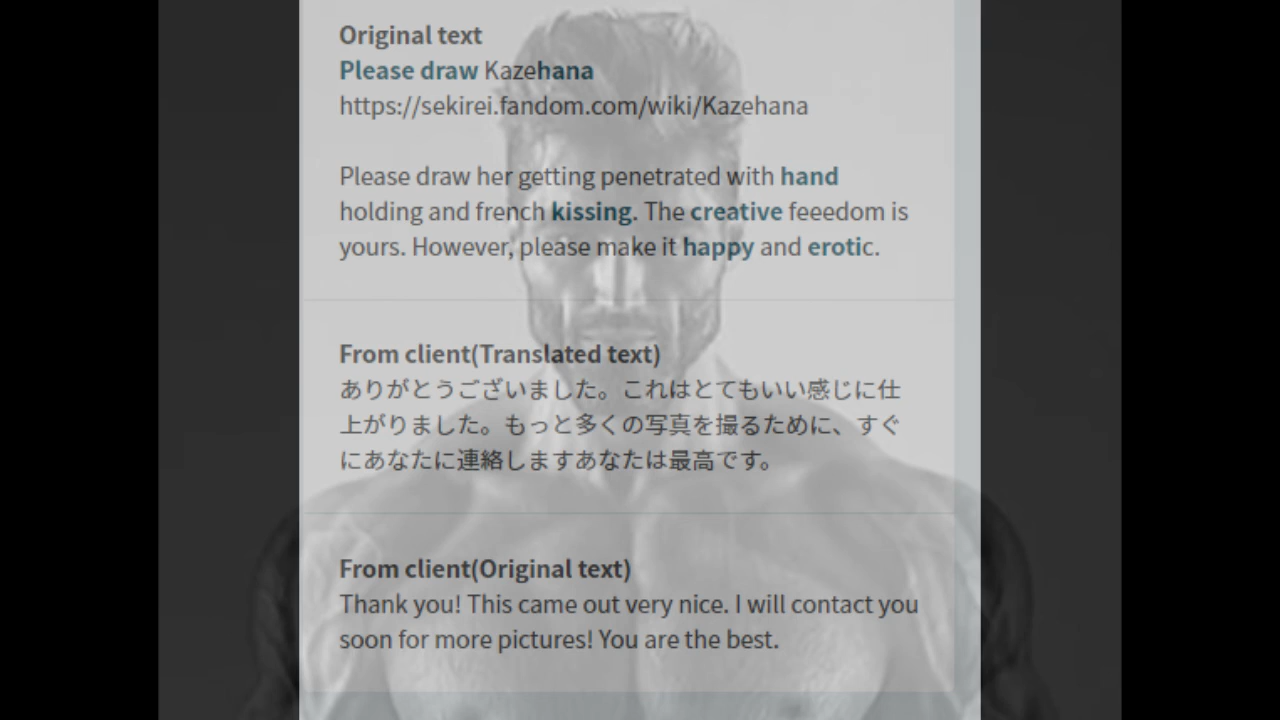 Original text
Please draw Kazehana
https://sekirei.fandom.com/wiki/Kazehana
Please draw her getting penetrated with hand
holding and french kissing. The creative feeedom is
yours. However, please make it happy and erotic.
From client(Translated text)
ありがとうございました。これはとてもいい感じに仕
上がりました。もっと多くの写真を撮るために、すぐ
にあなたに連絡しますあなたは最高です。
From client(Original text)
Thank you! This came out very nice. I will contact you
soon for more pictures! You are the best.